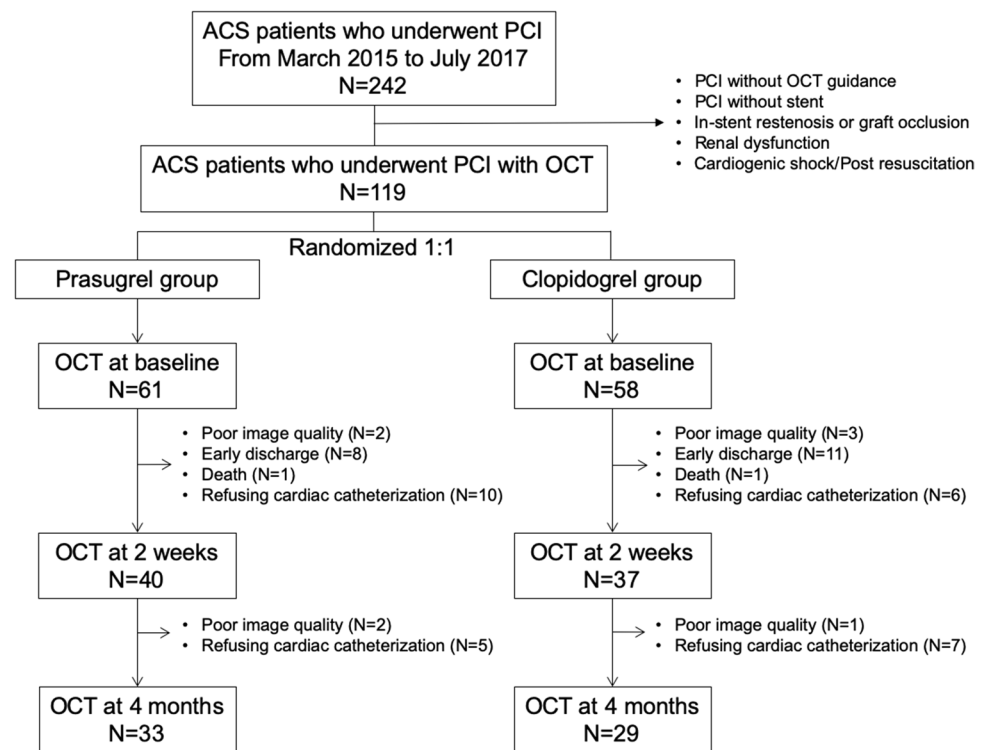 ACS patients who underwent PCI
From March 2015 to July 2017
N=242
• PCI without OCT guidance
• PCI without stent
• In-stent restenosis or graft occlusion
• Renal dysfunction
• Cardiogenic shock/Post resuscitation
ACS patients who underwent PCI with OCT
N=119
Randomized 1:1
Prasugrel group
Clopidogrel group
OCT at baseline
N=61
OCT at baseline
N=58
• Poor image quality (N=2)
• Early discharge (N=8)
• Death (N=1)
• Refusing cardiac catheterization (N=10)
• Poor image quality (N=3)
• Early discharge (N=11)
• Death (N=1)
• Refusing cardiac catheterization (N=6)
OCT at 2 weeks
N=40
OCT at 2 weeks
N=37
• Poor image quality (N=2)
• Refusing cardiac catheterization (N=5)
• Poor image quality (N=1)
• Refusing cardiac catheterization (N=7)
OCT at 4 months
N=33
OCT at 4 months
N=29